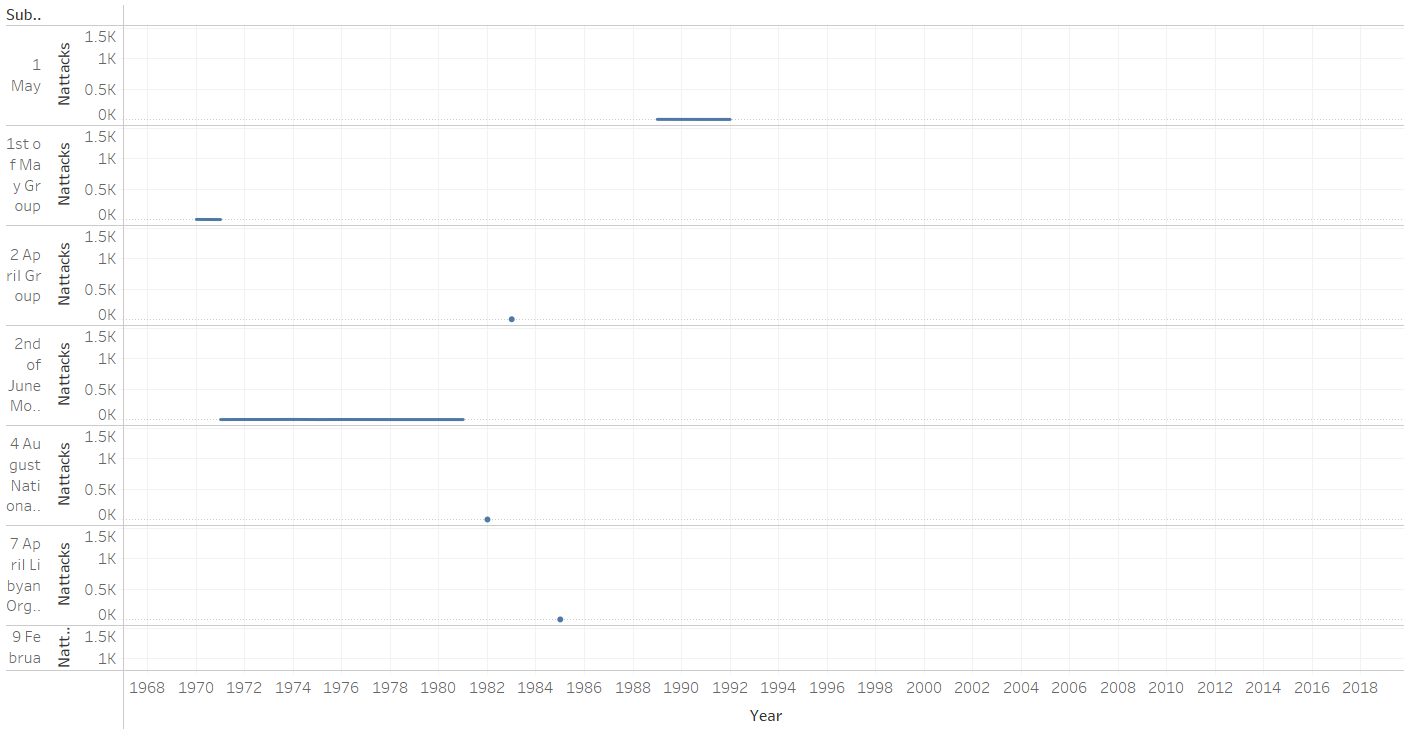 Sub..
1
May
Nattacks
1.5K
1K
0.5K
0K
1st o
f Ma
y Gr
oup
Nattacks
1.5K
1K
0.5K
0K
2 Ap
ril Gr
oup
Nattacks
1.5K
1K
0.5K
0K
2nd
of
June
Mo..
Nattacks
1.5K
1K
0.5K
0K
4 Au
gust
Nati
ona..
Nattacks
1.5K
1K
0.5K
0K
7 Ap
ril Li
byan
Org..
Nattacks
1.5K
1K
0.5K
0K
9 Fe
brua
Natt..
1.5K
1K
1968 1970 1972 1974 1976 1978 1980 1982 1984 1986 1988 1990 1992 1994 1996 1998 2000 2002 2004 2006 2008 2010 2012 2014 2016 2018
Year